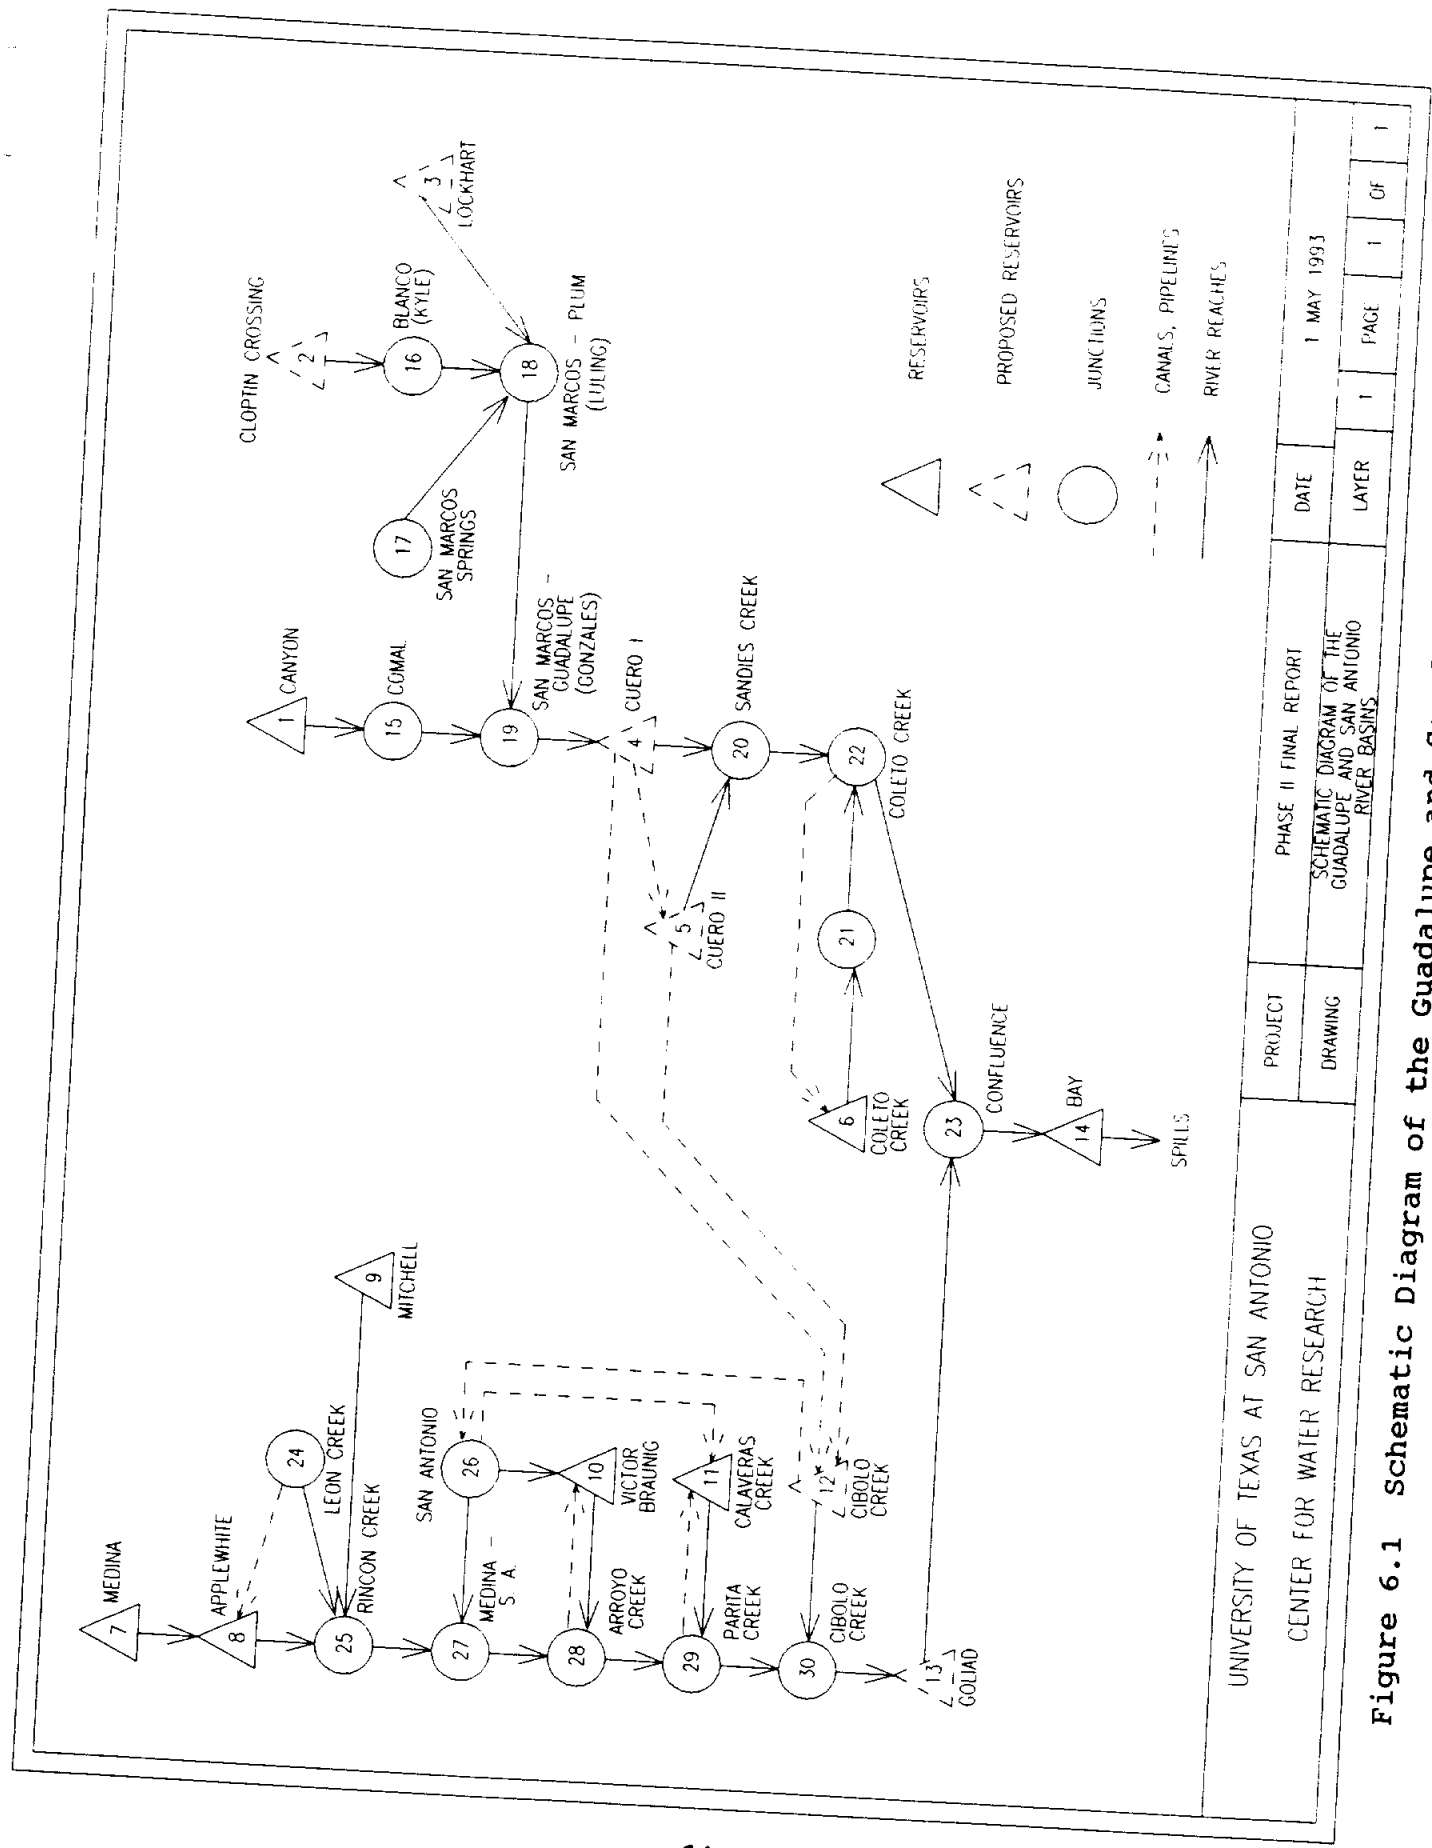 MEDINA
7
APPLEWHITE
8
24
LEON CREEK
25
RINCON CREEK
9
MITCHELL
SAN ANTONIO
26
27
MEDINA -
S. A.
28
ARROYO
CREEK
10
VICTOR
BRAUNIG
29
PARITA
CREEK
11
CALAVERAS
CREEK
30
CIBOLO
CREEK
12
CIBOLO
CREEK
13
GOLIAD
CANYON
1
15
COMAL
19
SAN MARCOS -
GUADALUPE
(GONZALES)
CLOPTIN CROSSING
2
16
BLANCO
(KYLE)
3
LOCKHART
17
SAN MARCOS
SPRINGS
18
SAN MARCOS - PLUM
(LULING)
4
CUERO I
5
CUERO II
20
SANDIES CREEK
22
COLETO CREEK
21
6
COLETO
CREEK
23
CONFLUENCE
14
BAY
SPILLS
RESERVOIRS
PROPOSED RESERVOIRS
JUNCTIONS
CANALS, PIPELINES
RIVER REACHES
UNIVERSITY OF TEXAS AT SAN ANTONIO
CENTER FOR WATER RESEARCH
PROJECT
PHASE II FINAL REPORT
DATE
1 MAY 1993
DRAWING
SCHEMATIC DIAGRAM OF THE
GUADALUPE AND SAN ANTONIO
RIVER BASINS
LAYER
1
PAGE
1
OF
1
Figure 6.1 Schematic Diagram of the Guadalupe and